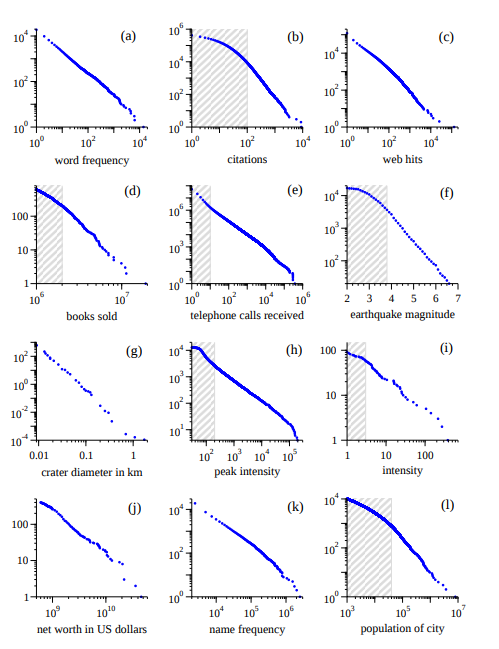 (a) (b) (c)
10^4 10^2 10^0
10^6 10^4 10^2 10^0
10^4 10^2 10^0
10^0 10^2 10^4 10^0 10^2 10^4 10^0 10^2 10^4
word frequency citations web hits
(d) (e) (f)
100 10 1
10^6 10^3 10^0
10^4 10^3 10^2
10^6 10^7 10^0 10^2 10^4 10^6 2 3 4 5 6 7
books sold telephone calls received earthquake magnitude
(g) (h) (i)
10^2 10^0 10^-2 10^-4
10^4 10^3 10^2 10^1
100 10 1
0.01 0.1 1 10^2 10^3 10^4 10^5 1 10 100
crater diameter in km peak intensity intensity
(j) (k) (l)
100 10 1
10^4 10^2 10^0
10^4 10^2 10^0
10^9 10^10 10^4 10^5 10^6 10^3 10^5 10^7
net worth in US dollars name frequency population of city